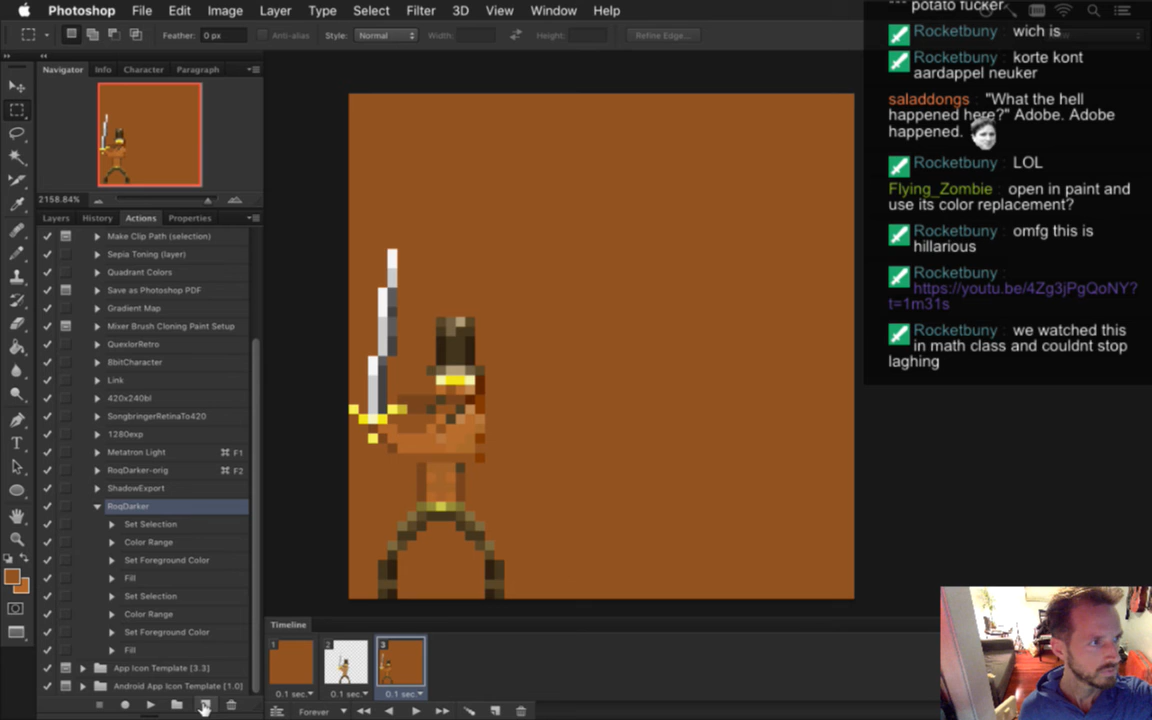 Photoshop File Edit Image Layer Type Select Filter 3D View Window Help
Feather: 0 px Anti-alias Style: Normal Width: Height: Refine Edge...
Navigator Info Character Paragraph
2158.84%
Layers History Actions Properties
Make Clip Path (selection)
Sepia Toning (layer)
Quadrant Colors
Save as Photoshop PDF
Gradient Map
Mixer Brush Cloning Paint Setup
QuexlorRetro
8bitCharacter
Link
420x240bl
SongbringerRetinaTo420
1280exp
Metatron Light ⌘ F1
RoqDarker-orig ⌘ F2
ShadowExport
RoqDarker
Set Selection
Color Range
Set Foreground Color
Fill
Set Selection
Color Range
Set Foreground Color
Fill
App Icon Template [3.3]
Android App Icon Template [1.0]
Timeline
1 2 3
0.1 sec. 0.1 sec. 0.1 sec.
Forever
potato fucker
Rocketbuny : wich is
Rocketbuny : korte kont
aardappel neuker
saladdongs : "What the hell
happened here?" Adobe. Adobe
happened.
Rocketbuny : LOL
Flying_Zombie : open in paint and
use its color replacement?
Rocketbuny : omfg this is
hillarious
Rocketbuny :
https://youtu.be/4Zg3jPgQoNY?
t=1m31s
Rocketbuny : we watched this
in math class and couldnt stop
laghing